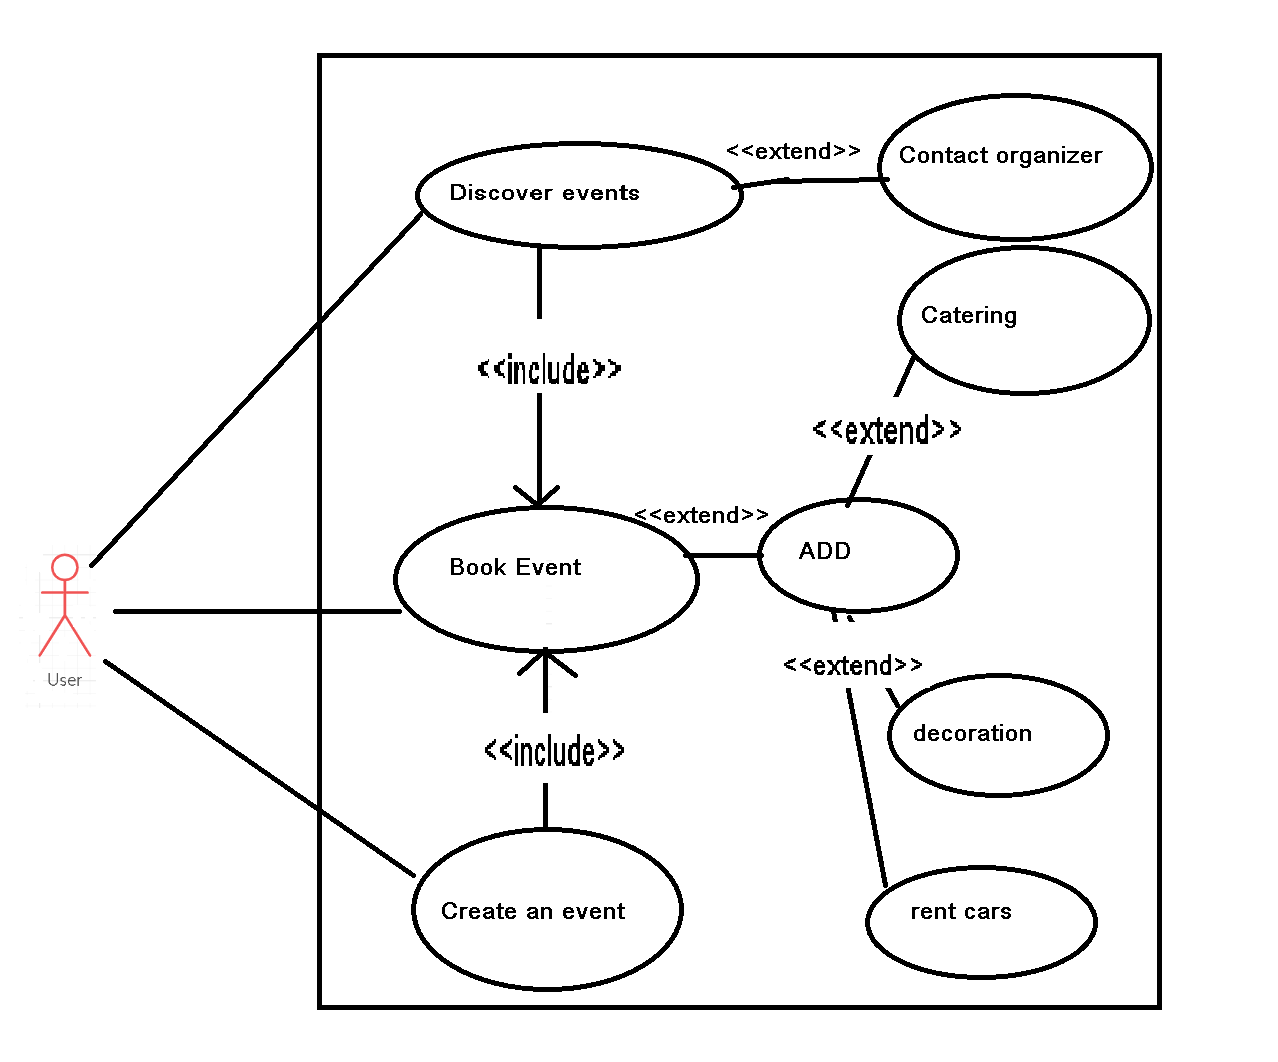 <<extend>>
Contact organizer
Discover events
Catering
<<include>>
<<extend>>
<<extend>>
ADD
Book Event
<<extend>>
User
decoration
<<include>>
Create an event
rent cars